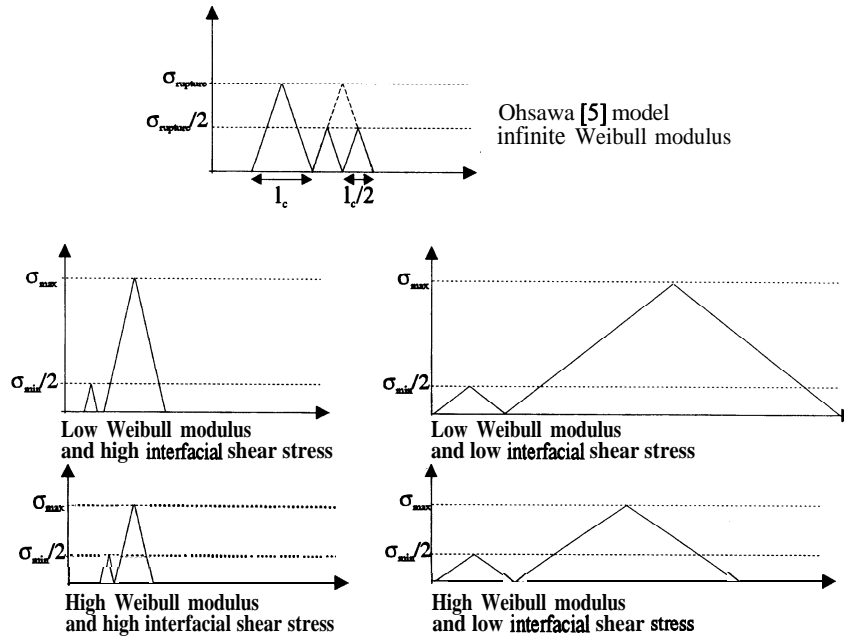 σrupture
σrupture/2
Ohsawa [5] model
infinite Weibull modulus
lc
lc/2
σmax
σmin/2
Low Weibull modulus
and high interfacial shear stress
σmax
σmin/2
Low Weibull modulus
and low interfacial shear stress
σmax
σmin/2
High Weibull modulus
and high interfacial shear stress
σmax
σmin/2
High Weibull modulus
and low interfacial shear stress